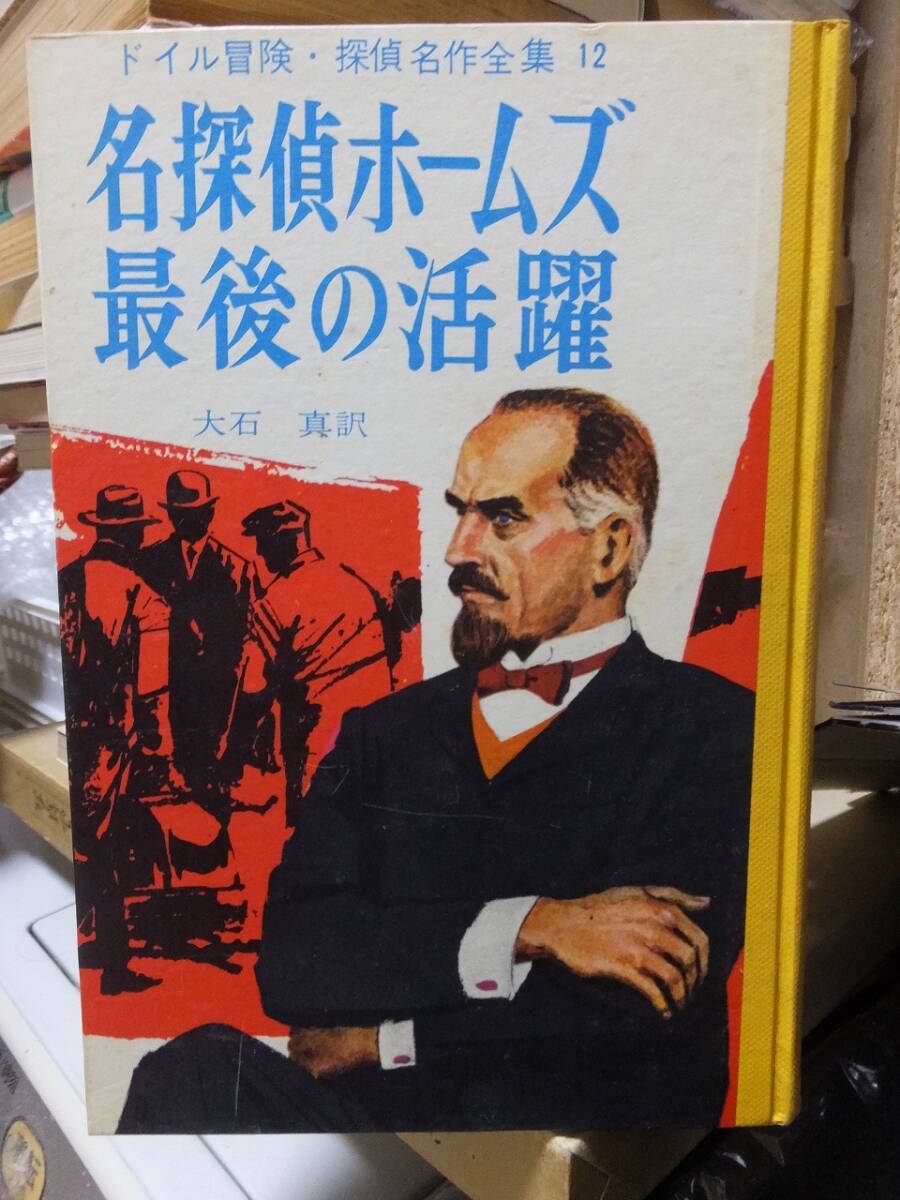 ドイル冒険・探偵名作全集 12
名探偵ホームズ
最後の活躍
大石 真訳